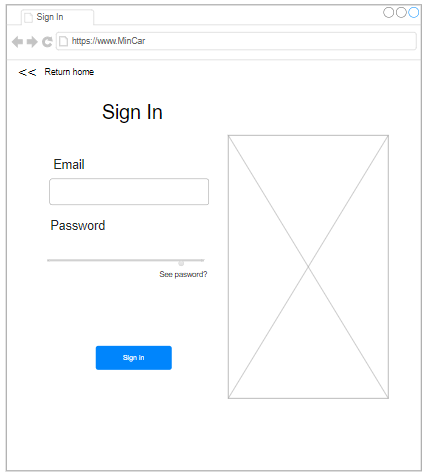 Sign In
https://www.MinCar
<< Return home
Sign In
Email
Password
See pasword?
Sign in